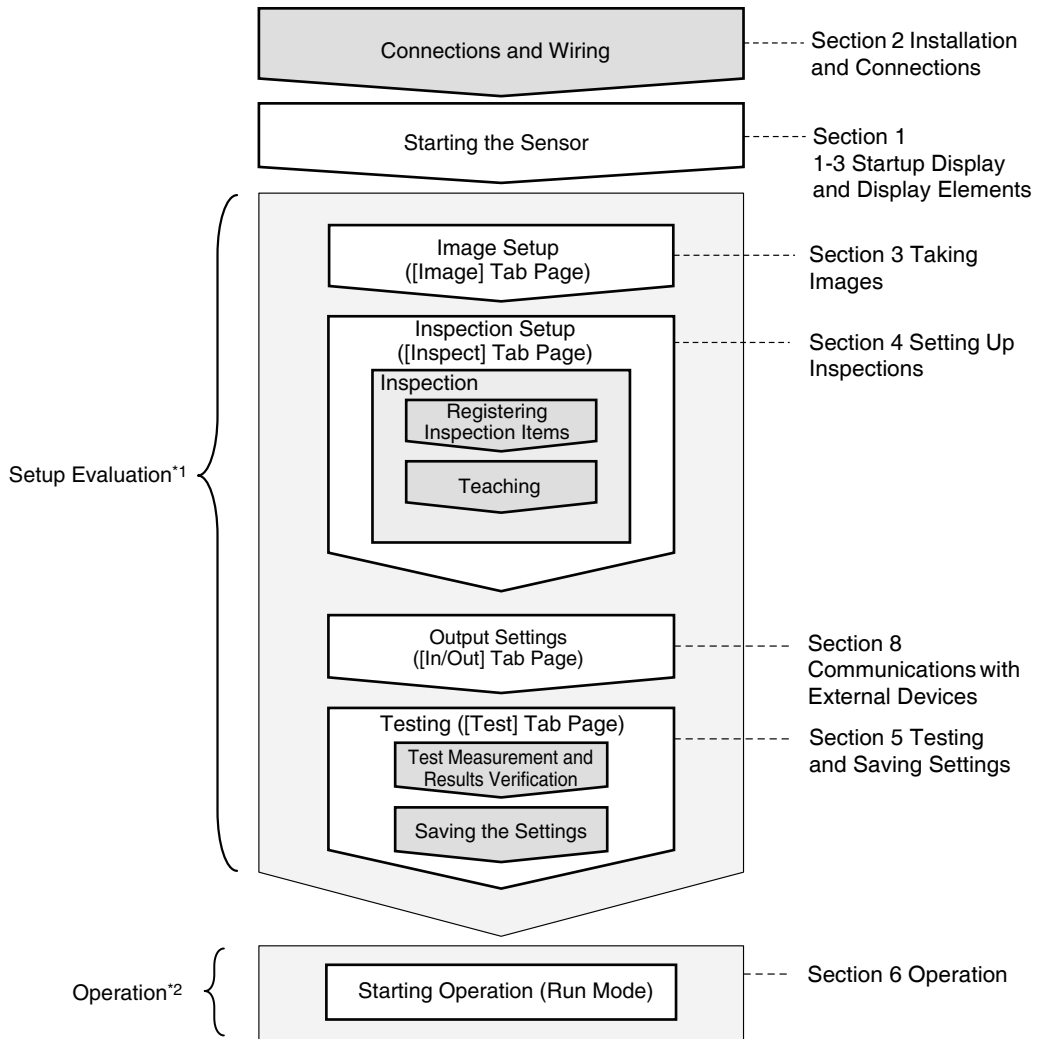 Connections and Wiring
Section 2 Installation
and Connections
Starting the Sensor
Section 1
1-3 Startup Display
and Display Elements
Setup Evaluation*1
Image Setup
([Image] Tab Page)
Section 3 Taking
Images
Inspection Setup
([Inspect] Tab Page)
Section 4 Setting Up
Inspections
Inspection
Registering
Inspection Items
Teaching
Output Settings
([In/Out] Tab Page)
Section 8
Communications with
External Devices
Testing ([Test] Tab Page)
Section 5 Testing
and Saving Settings
Test Measurement and
Results Verification
Saving the Settings
Operation*2
Starting Operation (Run Mode)
Section 6 Operation